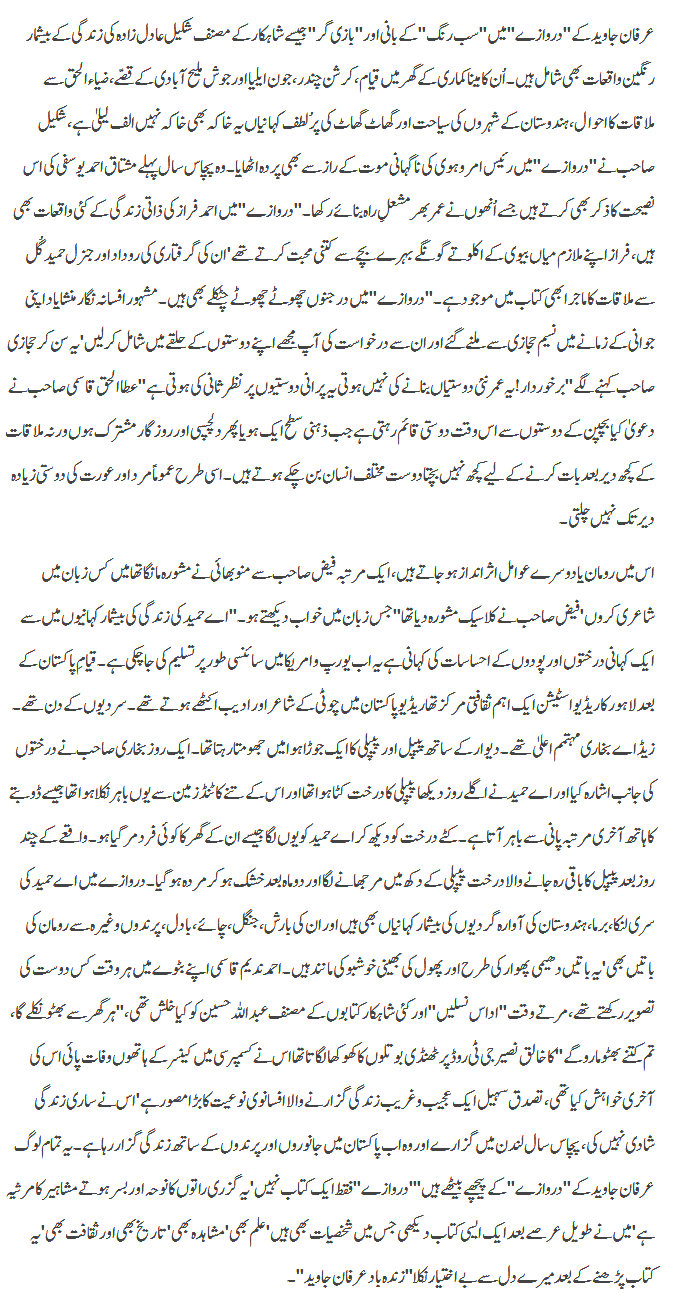 عرفان جاوید کے "دروازے" میں "سب رنگ" کے بانی اور "بازی گر" جیسے شاہکار کے مصنف شکیل عادل زادہ کی زندگی کے بیشمار
رنگین واقعات بھی شامل ہیں۔ اُن کا مینا کماری کے گھر میں قیام، کرشن چندر، جون ایلیا اور جوش ملیح آبادی کے قصّے، ضیاء الحق سے
ملاقات کا احوال، ہندوستان کے شہروں کی سیاحت اور گھاٹ گھاٹ کی پر لطف کہانیاں یہ خاکہ بھی خاکہ نہیں الف لیلیٰ ہے، شکیل
صاحب نے "دروازے" میں رئیس امروہوی کی ناگہانی موت کے راز سے بھی پردہ اٹھایا۔ وہ پچاس سال پہلے مشتاق احمد یوسفی کی اس
نصیحت کا ذکر بھی کرتے ہیں جسے اُنھوں نے عمر بھر مشعلِ راہ بنائے رکھا۔ "دروازے" میں احمد فراز کی ذاتی زندگی کے کئی واقعات بھی
ہیں، فراز اپنے ملازم میاں بیوی کے اکلوتے گونگے بہرے بچے سے کتنی محبت کرتے تھے' ان کی گرفتاری کی روداد اور جنرل حمید گُل
سے ملاقات کا ماجرا بھی کتاب میں موجود ہے۔ "دروازے" میں درجنوں چھوٹے چھوٹے چٹکلے بھی ہیں۔ مشہور افسانہ نگار منشا یاد اپنی
جوانی کے زمانے میں نسیم حجازی سے ملنے گئے اور ان سے درخواست کی آپ مجھے اپنے دوستوں کے حلقے میں شامل کر لیں' یہ سن کر حجازی
صاحب کہنے لگے "برخوردار! یہ عمر نئی دوستیاں بنانے کی نہیں ہوتی یہ پرانی دوستیوں پر نظر ثانی کی ہوتی ہے" عطا الحق قاسمی صاحب نے
دعویٰ کیا بچپن کے دوستوں سے اس وقت دوستی قائم رہتی ہے جب ذہنی سطح ایک ہو یا پھر دلچسپی اور روزگار مشترک ہوں ورنہ ملاقات
کے کچھ دیر بعد بات کرنے کے لیے کچھ نہیں بچتا دوست مختلف انسان بن چکے ہوتے ہیں۔ اسی طرح عموماً مرد اور عورت کی دوستی زیادہ
دیر تک نہیں چلتی۔
اس میں رومان یا دوسرے عوامل اثر انداز ہو جاتے ہیں، ایک مرتبہ فیض صاحب سے منو بھائی نے مشورہ مانگا تھا میں کس زبان میں
شاعری کروں' فیض صاحب نے کلاسیک مشورہ دیا تھا "جس زبان میں خواب دیکھتے ہو۔" اے حمید کی زندگی کی بیشمار کہانیوں میں سے
ایک کہانی درختوں اور پودوں کے احساسات کی کہانی ہے یہ اب یورپ و امریکا میں سائنسی طور پر تسلیم کی جا چکی ہے۔ قیامِ پاکستان کے
بعد لاہور کا ریڈیو اسٹیشن ایک اہم ثقافتی مرکز تھا ریڈیو پاکستان میں چوٹی کے شاعر اور ادیب اکٹھے ہوتے تھے۔ سردیوں کے دن تھے۔
زیڈ اے بخاری مہتمم اعلیٰ تھے۔ دیوار کے ساتھ پیپل اور پیپلی کا ایک جوڑا ہوا میں جھومتا رہتا تھا۔ ایک روز بخاری صاحب نے درختوں
کی جانب اشارہ کیا اور اے حمید نے اگلے روز دیکھا پیپلی کا درخت کٹا ہوا تھا اور اس کے تنے کا ٹنڈ زمین سے یوں باہر نکلا ہوا تھا جیسے ڈوبتے
کا ہاتھ آخری مرتبہ پانی سے باہر آتا ہے۔ کٹے درخت کو دیکھ کر اے حمید کو یوں لگا جیسے ان کے گھر کا کوئی فرد مر گیا ہو۔ واقعے کے چند
روز بعد پیپل کا باقی رہ جانے والا درخت پیپلی کے دکھ میں مرجھانے لگا اور دو ماہ بعد خشک ہو کر مردہ ہو گیا۔ دروازے میں اے حمید کی
سری لنکا، برما، ہندوستان کی آوارہ گردیوں کی بیشمار کہانیاں بھی ہیں اور ان کی بارش، جنگل، چائے، بادل، پرندوں وغیرہ سے رومان کی
باتیں بھی' یہ باتیں دھیمی پھوار کی طرح اور پھول کی بھینی خوشبو کی مانند ہیں۔ احمد ندیم قاسمی اپنے بٹوے میں ہر وقت کس دوست کی
تصویر رکھتے تھے، مرتے وقت "اداس نسلیں" اور کئی شاہکار کتابوں کے مصنف عبداللہ حسین کو کیا خلش تھی، "ہر گھر سے بھٹو نکلے گا،
تم کتنے بھٹو مارو گے" کا خالق نصیر جی ٹی روڈ پر ٹھنڈی بوتلوں کا کھوکھا لگاتا تھا اس نے کسمپرسی میں کینسر کے ہاتھوں وفات پائی اس کی
آخری خواہش کیا تھی، تصدق سہیل ایک عجیب و غریب زندگی گزارنے والا افسانوی نوعیت کا بڑا مصور ہے' اس نے ساری زندگی
شادی نہیں کی، پچاس سال لندن میں گزارے اور وہ اب پاکستان میں جانوروں اور پرندوں کے ساتھ زندگی گزار رہا ہے۔ یہ تمام لوگ
عرفان جاوید کے "دروازے" کے پیچھے بیٹھے ہیں ""دروازے" فقط ایک کتاب نہیں' یہ گزری راتوں کا نوحہ اور بسر ہوتے مشاہیر کا مرثیہ
ہے' میں نے طویل عرصے بعد ایک ایسی کتاب دیکھی جس میں شخصیات بھی ہیں' علم بھی' مشاہدہ بھی' تاریخ بھی اور ثقافت بھی' یہ
کتاب پڑھنے کے بعد میرے دل سے بے اختیار نکلا "زندہ باد عرفان جاوید"۔